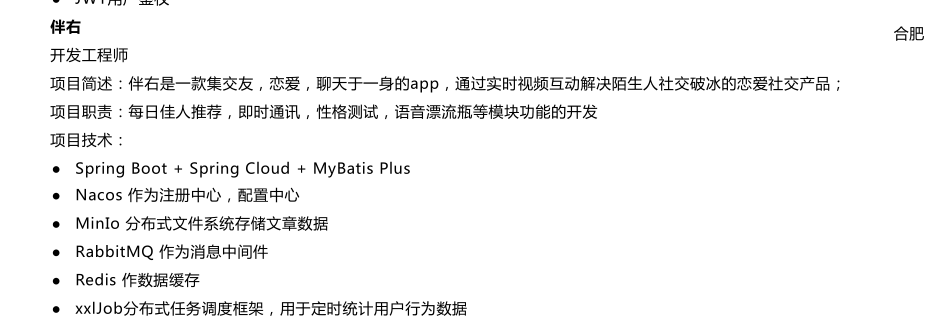 JWT用户鉴权
伴右
合肥
开发工程师
项目简述：伴右是一款集交友，恋爱，聊天于一身的app，通过实时视频互动解决陌生人社交破冰的恋爱社交产品；
项目职责：每日佳人推荐，即时通讯，性格测试，语音漂流瓶等模块功能的开发
项目技术：
● Spring Boot + Spring Cloud + MyBatis Plus
● Nacos 作为注册中心，配置中心
● MinIo 分布式文件系统存储文章数据
● RabbitMQ 作为消息中间件
● Redis 作数据缓存
● xxlJob分布式任务调度框架，用于定时统计用户行为数据